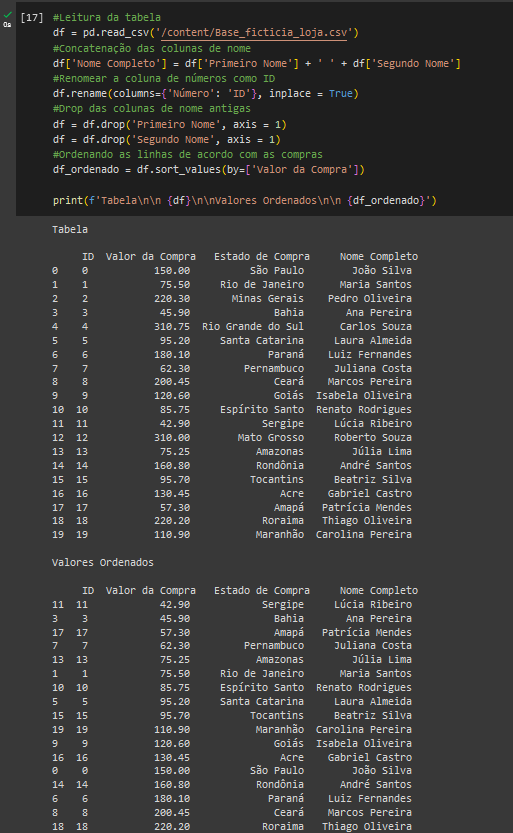 [17] #Leitura da tabela
df = pd.read_csv('/content/Base_ficticia_loja.csv')
#Concatenação das colunas de nome
df['Nome Completo'] = df['Primeiro Nome'] + ' ' + df['Segundo Nome']
#Renomear a coluna de números como ID
df.rename(columns={'Número': 'ID'}, inplace = True)
#Drop das colunas de nome antigas
df = df.drop('Primeiro Nome', axis = 1)
df = df.drop('Segundo Nome', axis = 1)
#Ordenando as linhas de acordo com as compras
df_ordenado = df.sort_values(by=['Valor da Compra'])
0s
print(f'Tabela\n\n {df}\n\nValores Ordenados\n\n {df_ordenado}')
Tabela
ID Valor da Compra Estado de Compra Nome Completo
0 0 150.00 São Paulo João Silva
1 1 75.50 Rio de Janeiro Maria Santos
2 2 220.30 Minas Gerais Pedro Oliveira
3 3 45.90 Bahia Ana Pereira
4 4 310.75 Rio Grande do Sul Carlos Souza
5 5 95.20 Santa Catarina Laura Almeida
6 6 180.10 Paraná Luiz Fernandes
7 7 62.30 Pernambuco Juliana Costa
8 8 200.45 Ceará Marcos Pereira
9 9 120.60 Goiás Isabela Oliveira
10 10 85.75 Espírito Santo Renato Rodrigues
11 11 42.90 Sergipe Lúcia Ribeiro
12 12 310.00 Mato Grosso Roberto Souza
13 13 75.25 Amazonas Júlia Lima
14 14 160.80 Rondônia André Santos
15 15 95.70 Tocantins Beatriz Silva
16 16 130.45 Acre Gabriel Castro
17 17 57.30 Amapá Patrícia Mendes
18 18 220.20 Roraima Thiago Oliveira
19 19 110.90 Maranhão Carolina Pereira
Valores Ordenados
ID Valor da Compra Estado de Compra Nome Completo
11 11 42.90 Sergipe Lúcia Ribeiro
3 3 45.90 Bahia Ana Pereira
17 17 57.30 Amapá Patrícia Mendes
7 7 62.30 Pernambuco Juliana Costa
13 13 75.25 Amazonas Júlia Lima
1 1 75.50 Rio de Janeiro Maria Santos
10 10 85.75 Espírito Santo Renato Rodrigues
5 5 95.20 Santa Catarina Laura Almeida
15 15 95.70 Tocantins Beatriz Silva
19 19 110.90 Maranhão Carolina Pereira
9 9 120.60 Goiás Isabela Oliveira
16 16 130.45 Acre Gabriel Castro
0 0 150.00 São Paulo João Silva
14 14 160.80 Rondônia André Santos
6 6 180.10 Paraná Luiz Fernandes
8 8 200.45 Ceará Marcos Pereira
18 18 220.20 Roraima Thiago Oliveira